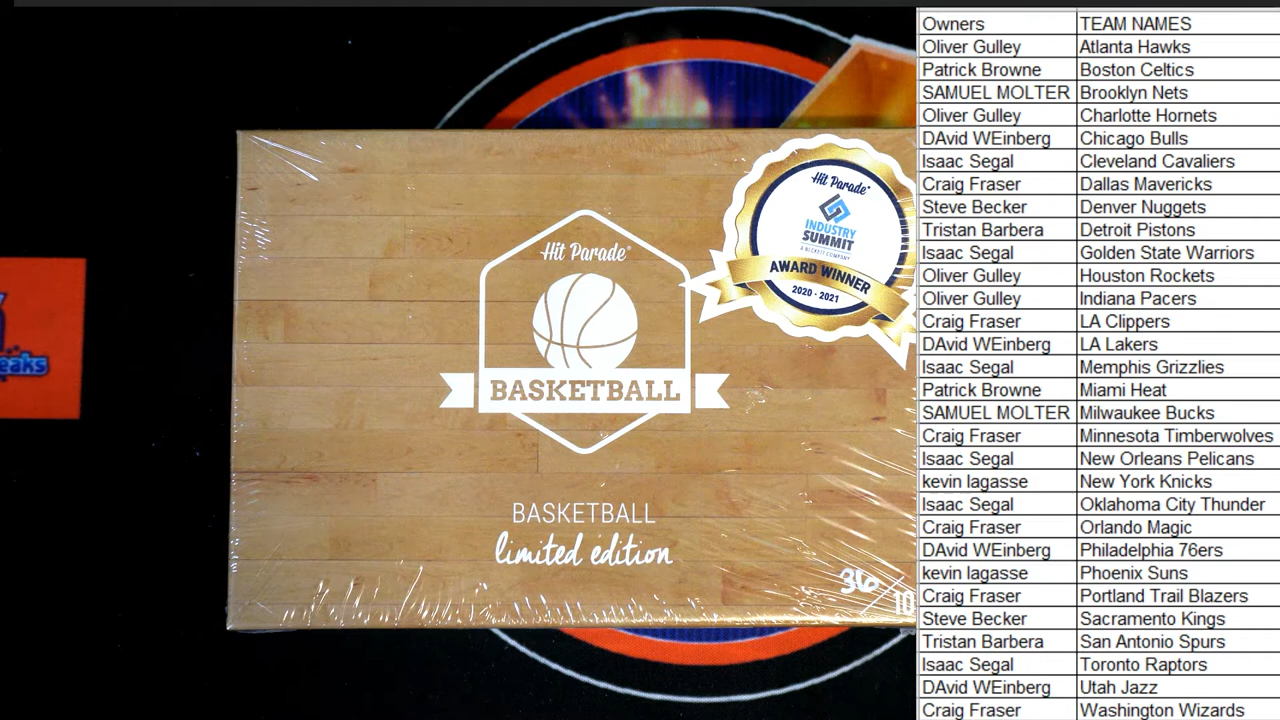 Hit Parade®
INDUSTRY
SUMMIT
A BECKETT COMPANY
AWARD WINNER
2020 - 2021
Hit Parade®
BASKETBALL
BASKETBALL
limited edition
36/10
eaks
Owners TEAM NAMES
Oliver Gulley Atlanta Hawks
Patrick Browne Boston Celtics
SAMUEL MOLTER Brooklyn Nets
Oliver Gulley Charlotte Hornets
DAvid WEinberg Chicago Bulls
Isaac Segal Cleveland Cavaliers
Craig Fraser Dallas Mavericks
Steve Becker Denver Nuggets
Tristan Barbera Detroit Pistons
Isaac Segal Golden State Warriors
Oliver Gulley Houston Rockets
Oliver Gulley Indiana Pacers
Craig Fraser LA Clippers
DAvid WEinberg LA Lakers
Isaac Segal Memphis Grizzlies
Patrick Browne Miami Heat
SAMUEL MOLTER Milwaukee Bucks
Craig Fraser Minnesota Timberwolves
Isaac Segal New Orleans Pelicans
kevin lagasse New York Knicks
Isaac Segal Oklahoma City Thunder
Craig Fraser Orlando Magic
DAvid WEinberg Philadelphia 76ers
kevin lagasse Phoenix Suns
Craig Fraser Portland Trail Blazers
Steve Becker Sacramento Kings
Tristan Barbera San Antonio Spurs
Isaac Segal Toronto Raptors
DAvid WEinberg Utah Jazz
Craig Fraser Washington Wizards